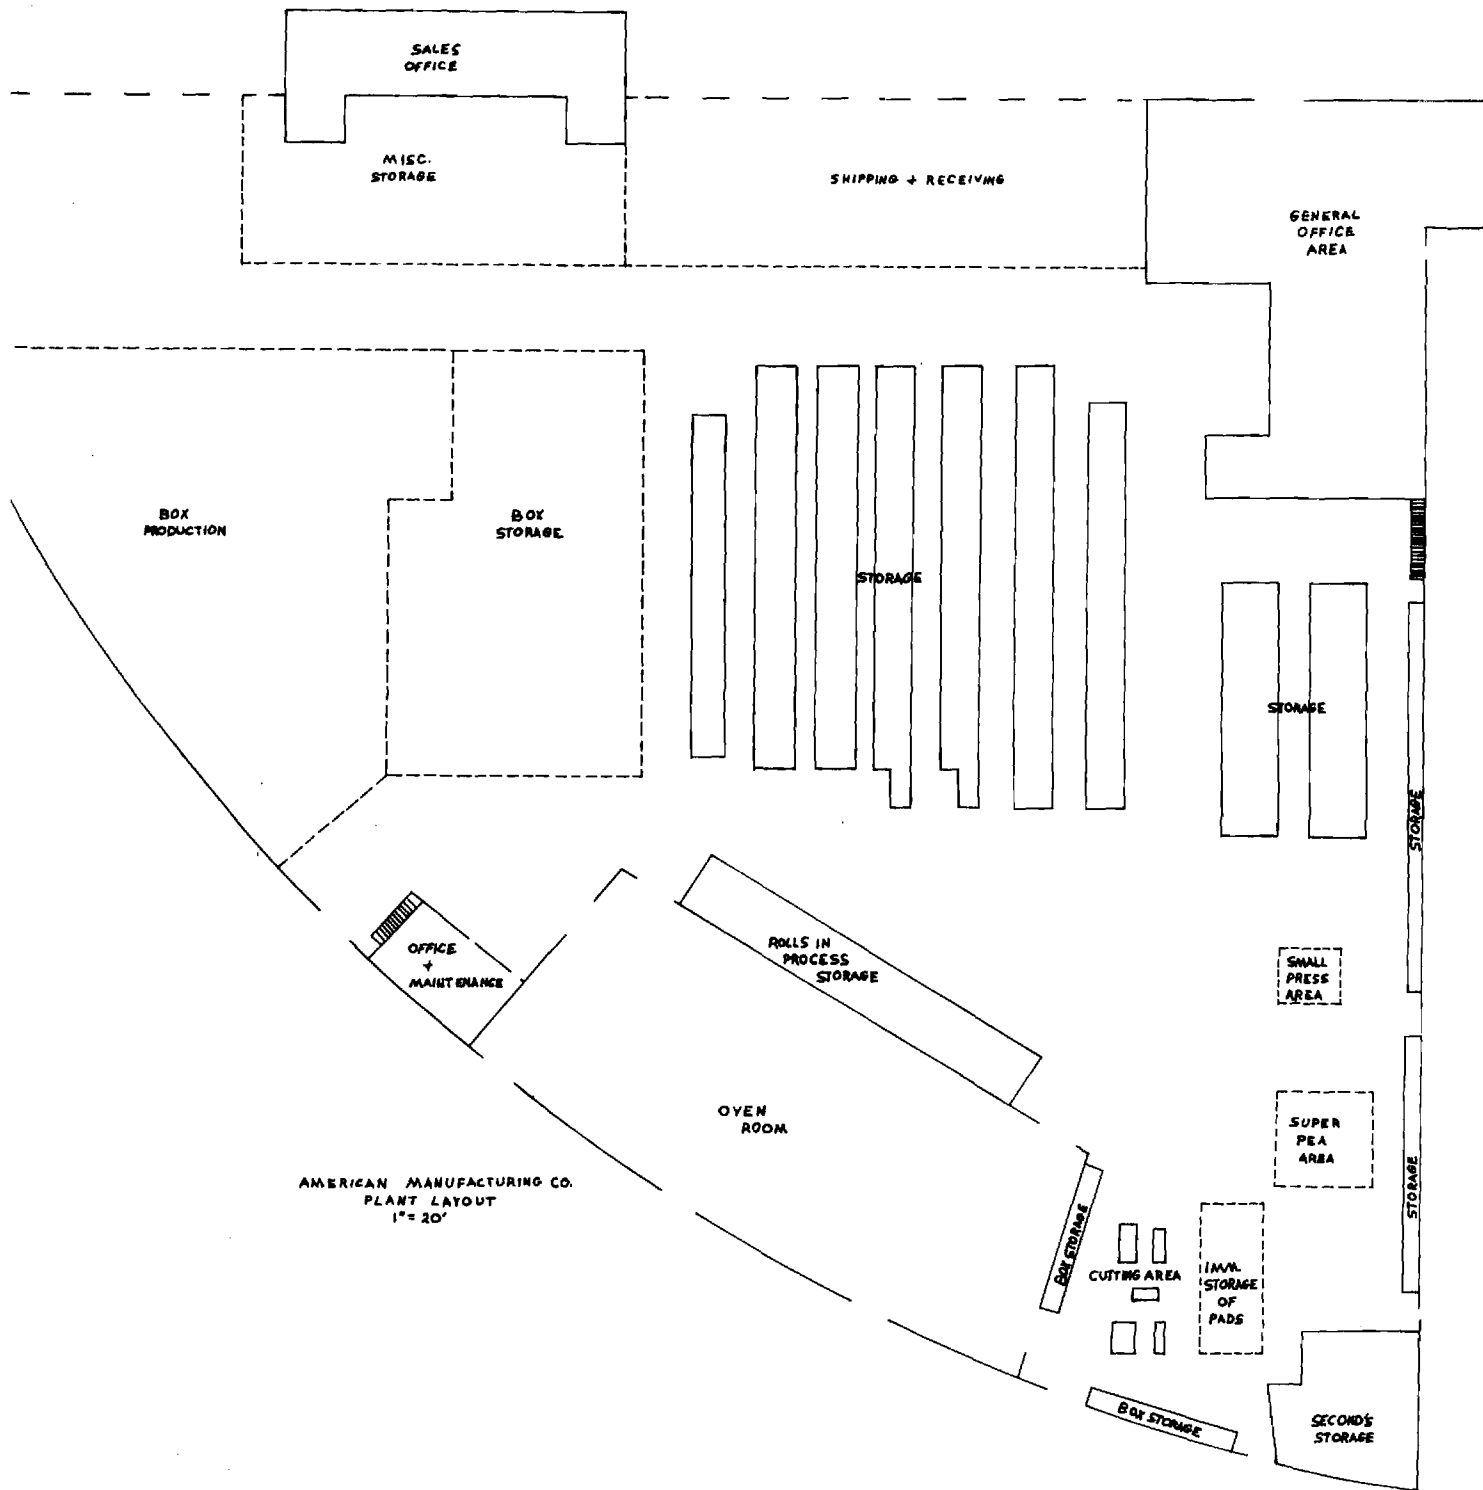 SALES
OFFICE
MISC.
STORAGE
SHIPPING + RECEIVING
GENERAL
OFFICE
AREA
BOX
PRODUCTION
BOX
STORAGE
STORAGE
STORAGE
STORAGE
OFFICE
+
MAINTENANCE
ROLLS IN
PROCESS
STORAGE
SMALL
PRESS
AREA
OVEN
ROOM
SUPER
PEA
AREA
STORAGE
AMERICAN MANUFACTURING CO.
PLANT LAYOUT
1" = 20'
BOX STORAGE
CUTTING AREA
IMM.
STORAGE
OF
PADS
BOX STORAGE
SECOND'S
STORAGE